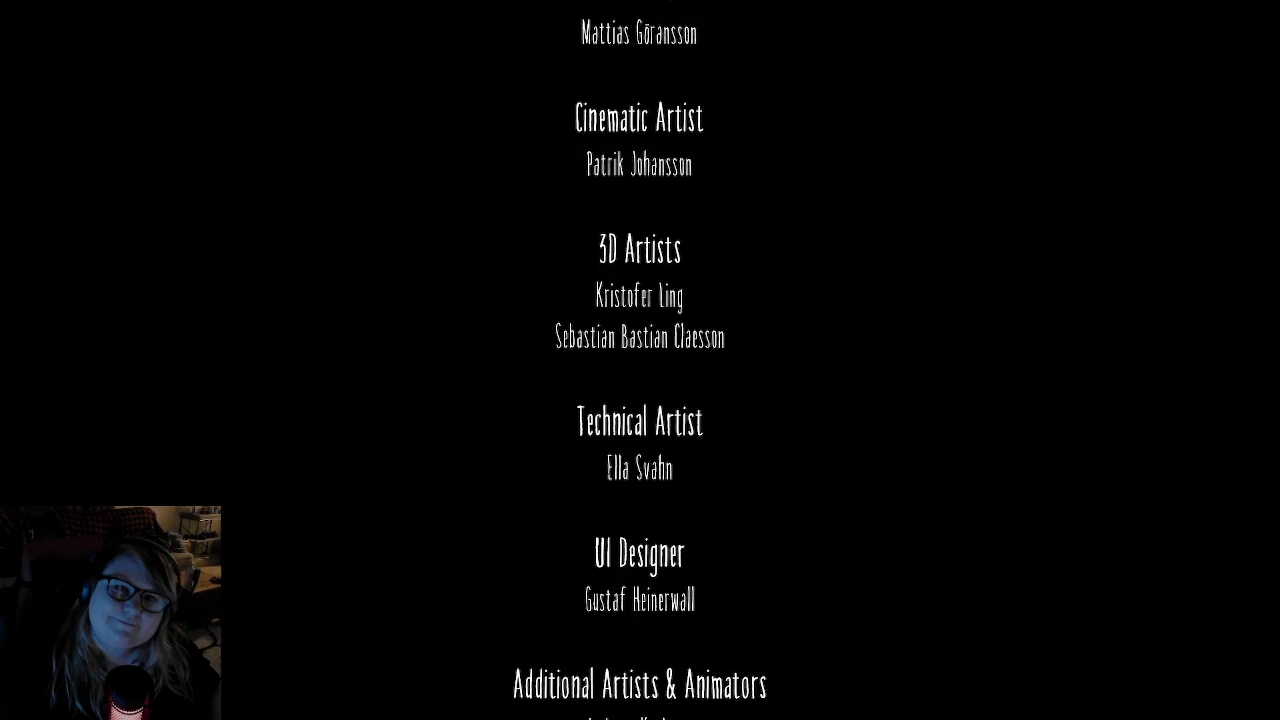 Mattias Göransson
Cinematic Artist
Patrik Johansson
3D Artists
Kristofer Ling
Sebastian Bastian Claesson
Technical Artist
Ella Svahn
UI Designer
Gustaf Heinerwall
Additional Artists & Animators